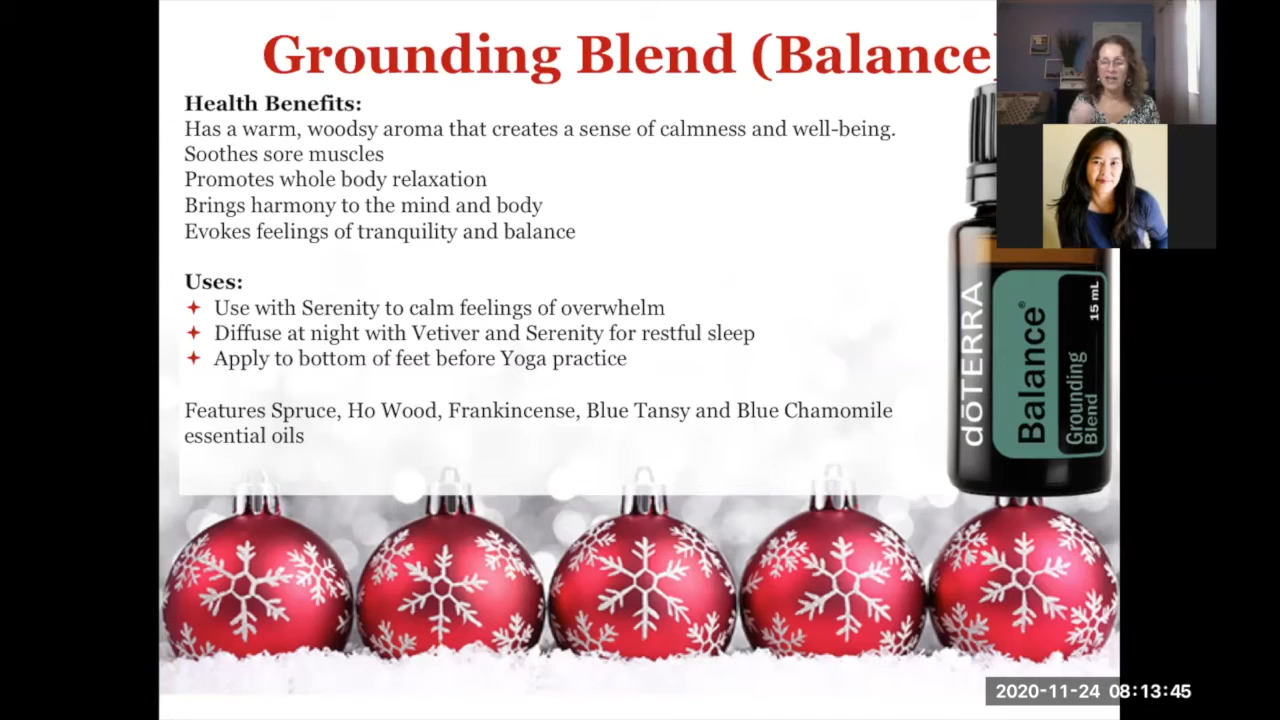 Grounding Blend (Balance)
Health Benefits:
Has a warm, woodsy aroma that creates a sense of calmness and well-being.
Soothes sore muscles
Promotes whole body relaxation
Brings harmony to the mind and body
Evokes feelings of tranquility and balance
Uses:
Use with Serenity to calm feelings of overwhelm
Diffuse at night with Vetiver and Serenity for restful sleep
Apply to bottom of feet before Yoga practice
Features Spruce, Ho Wood, Frankincense, Blue Tansy and Blue Chamomile
essential oils
dōTERRA
Balance®
Grounding
Blend
15 mL
2020-11-24 08:13:45